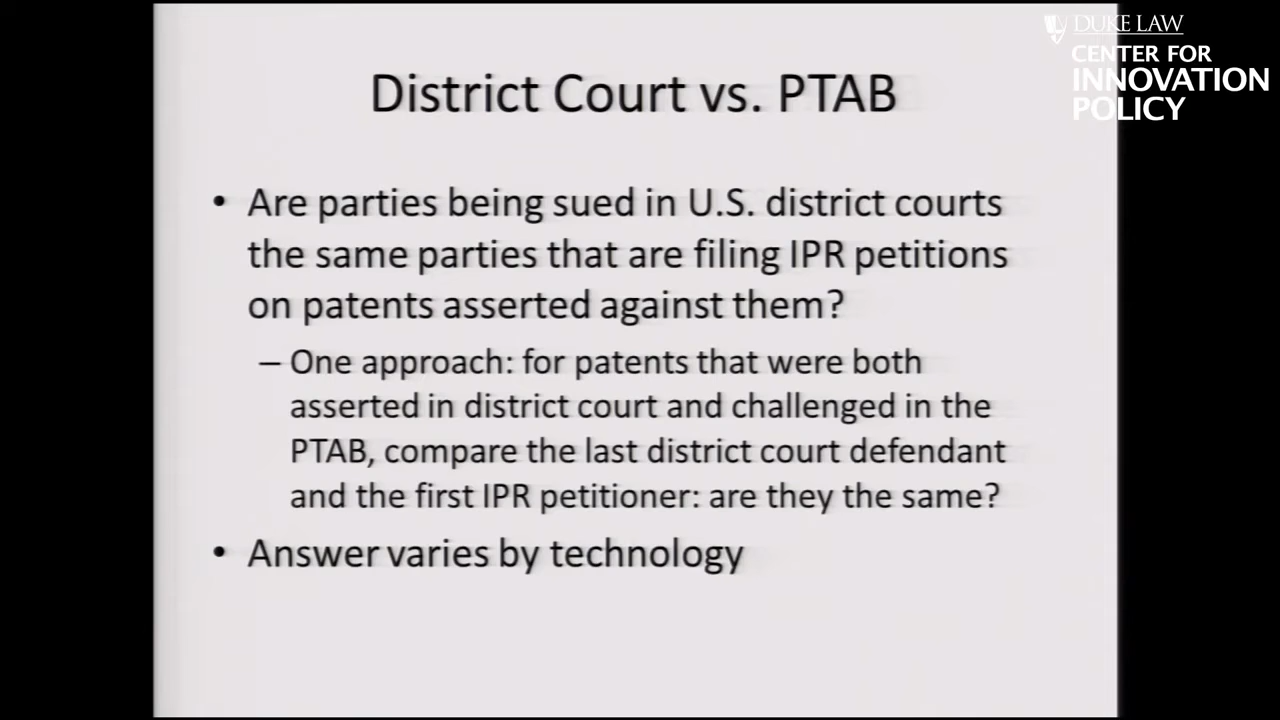 DUKE LAW
CENTER FOR
INNOVATION
POLICY
District Court vs. PTAB
• Are parties being sued in U.S. district courts
the same parties that are filing IPR petitions
on patents asserted against them?
– One approach: for patents that were both
asserted in district court and challenged in the
PTAB, compare the last district court defendant
and the first IPR petitioner: are they the same?
• Answer varies by technology